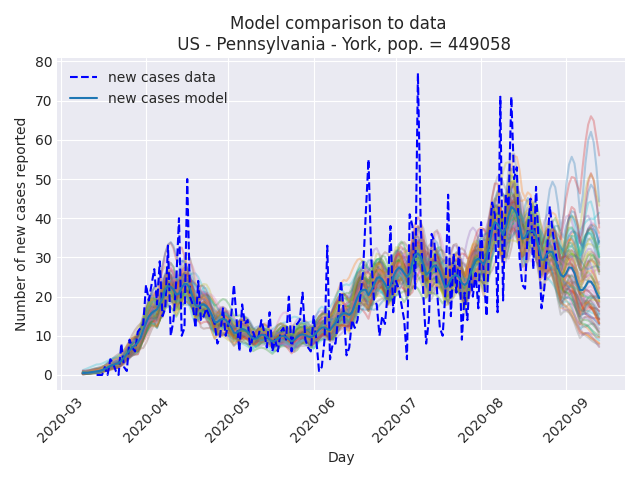 Model comparison to data
US - Pennsylvania - York, pop. = 449058
new cases data
new cases model
Number of new cases reported
80
70
60
50
40
30
20
10
0
2020-03
2020-04
2020-05
2020-06
2020-07
2020-08
2020-09
Day